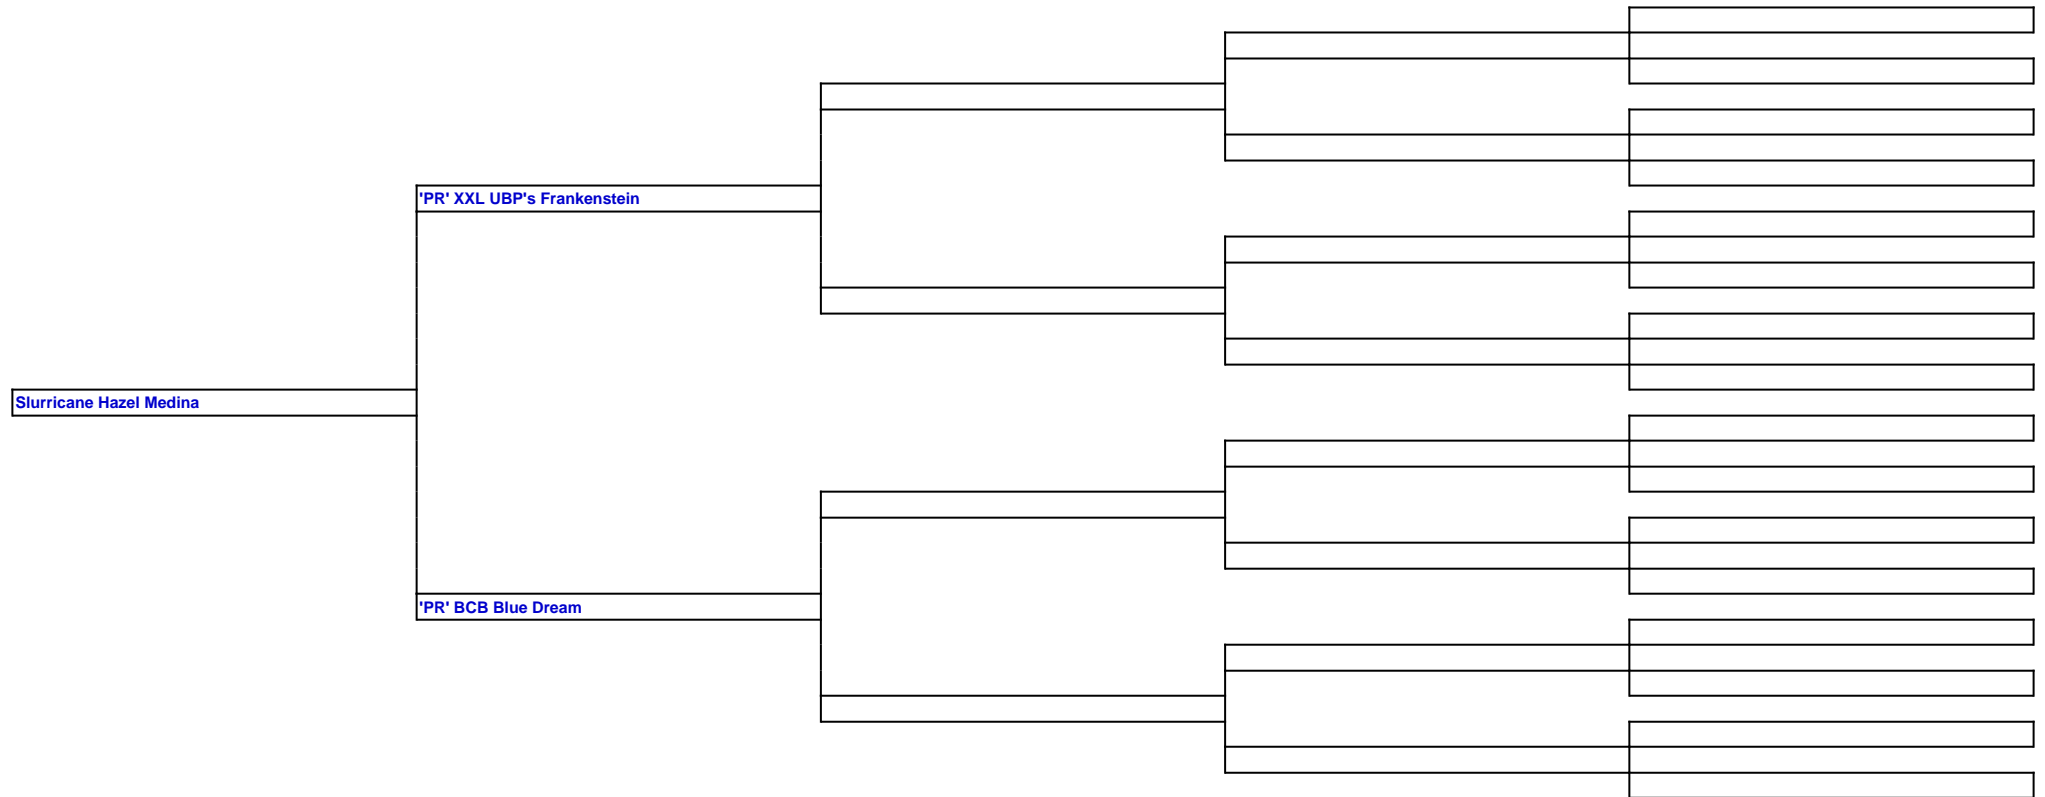 'PR' XXL UBP's Frankenstein
Slurricane Hazel Medina
'PR' BCB Blue Dream